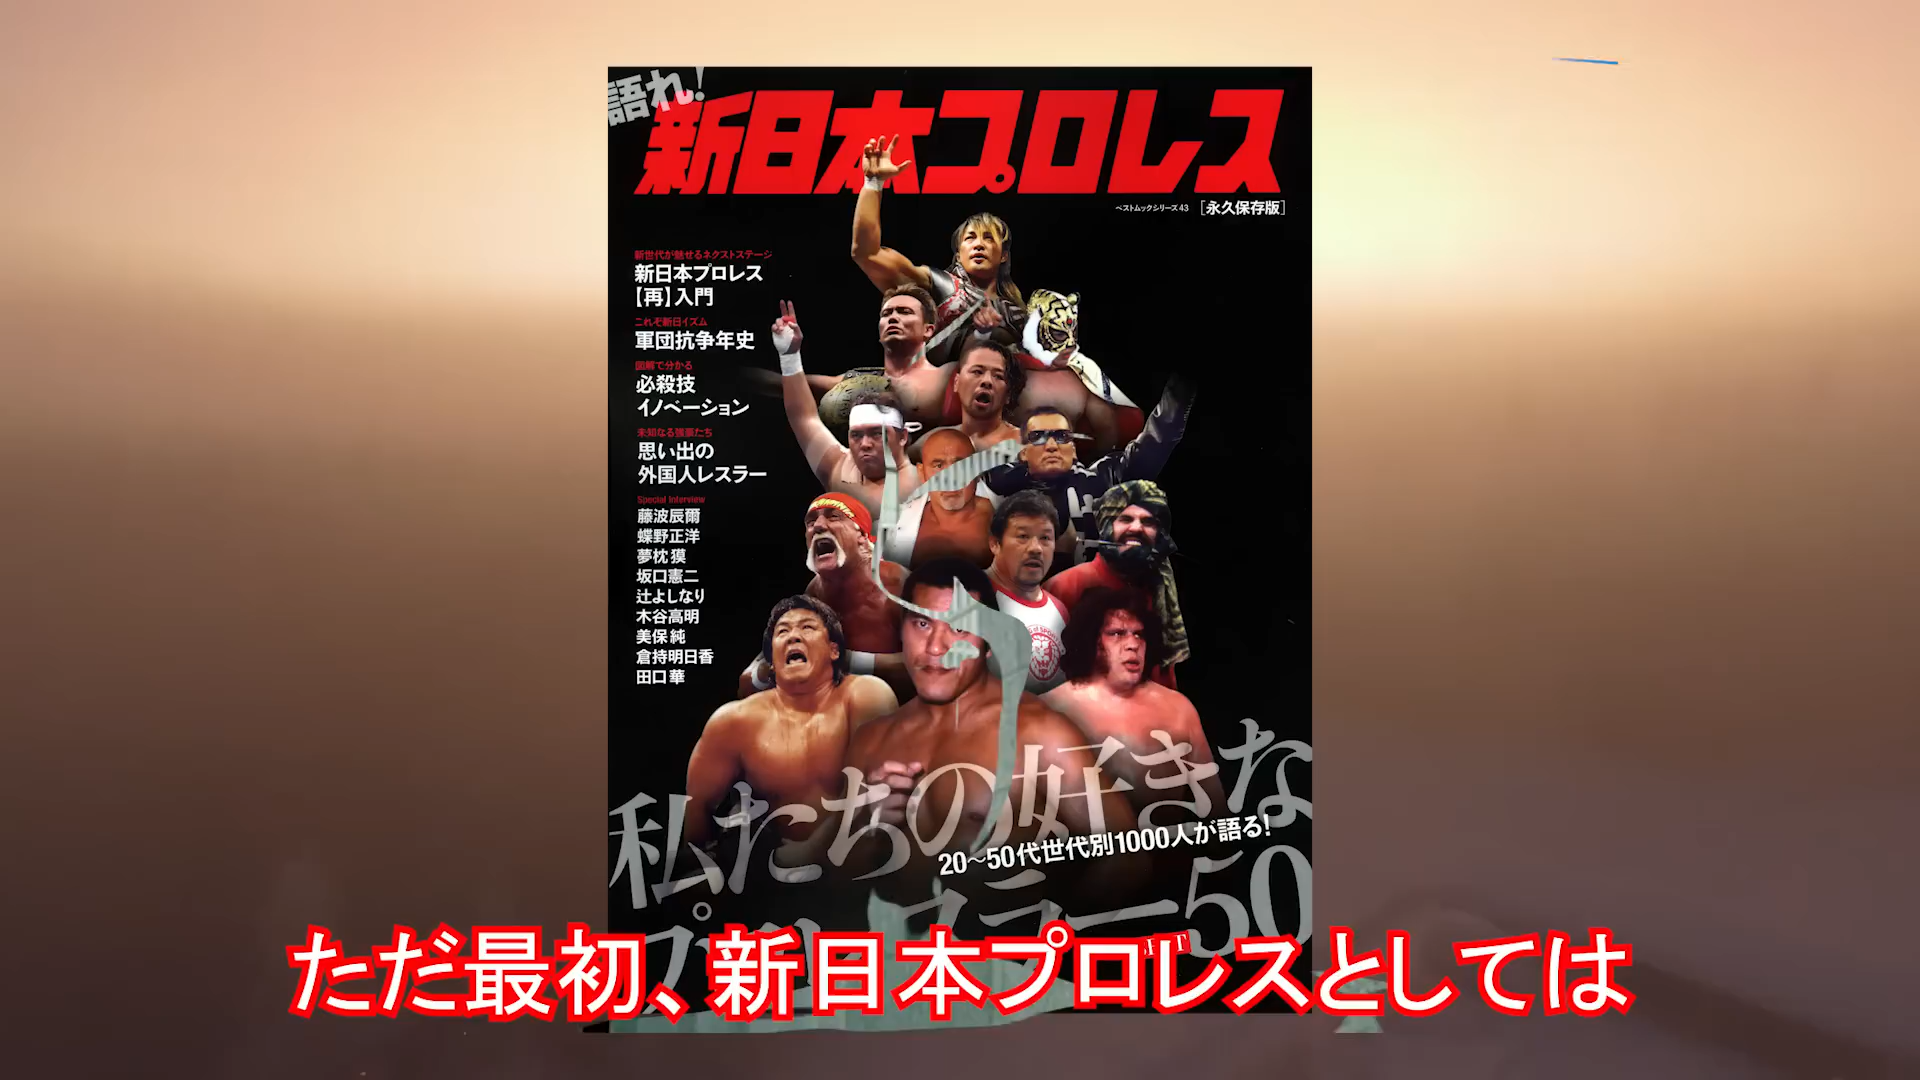 語れ!
新日本プロレス
ベストムックシリーズ43 [永久保存版]
新世代が魅せるネクストステージ
新日本プロレス
【再】入門
これぞ新日イズム
軍団抗争年史
図解で分かる
必殺技
イノベーション
未知なる強豪たち
思い出の
外国人レスラー
Special Interview
藤波辰爾
蝶野正洋
夢枕 獏
坂口憲二
辻よしなり
木谷高明
美保 純
倉持明日香
田口 華
私たちの好きな
20〜50代世代別1000人が語る!
スラー50
ただ最初、新日本プロレスとしては